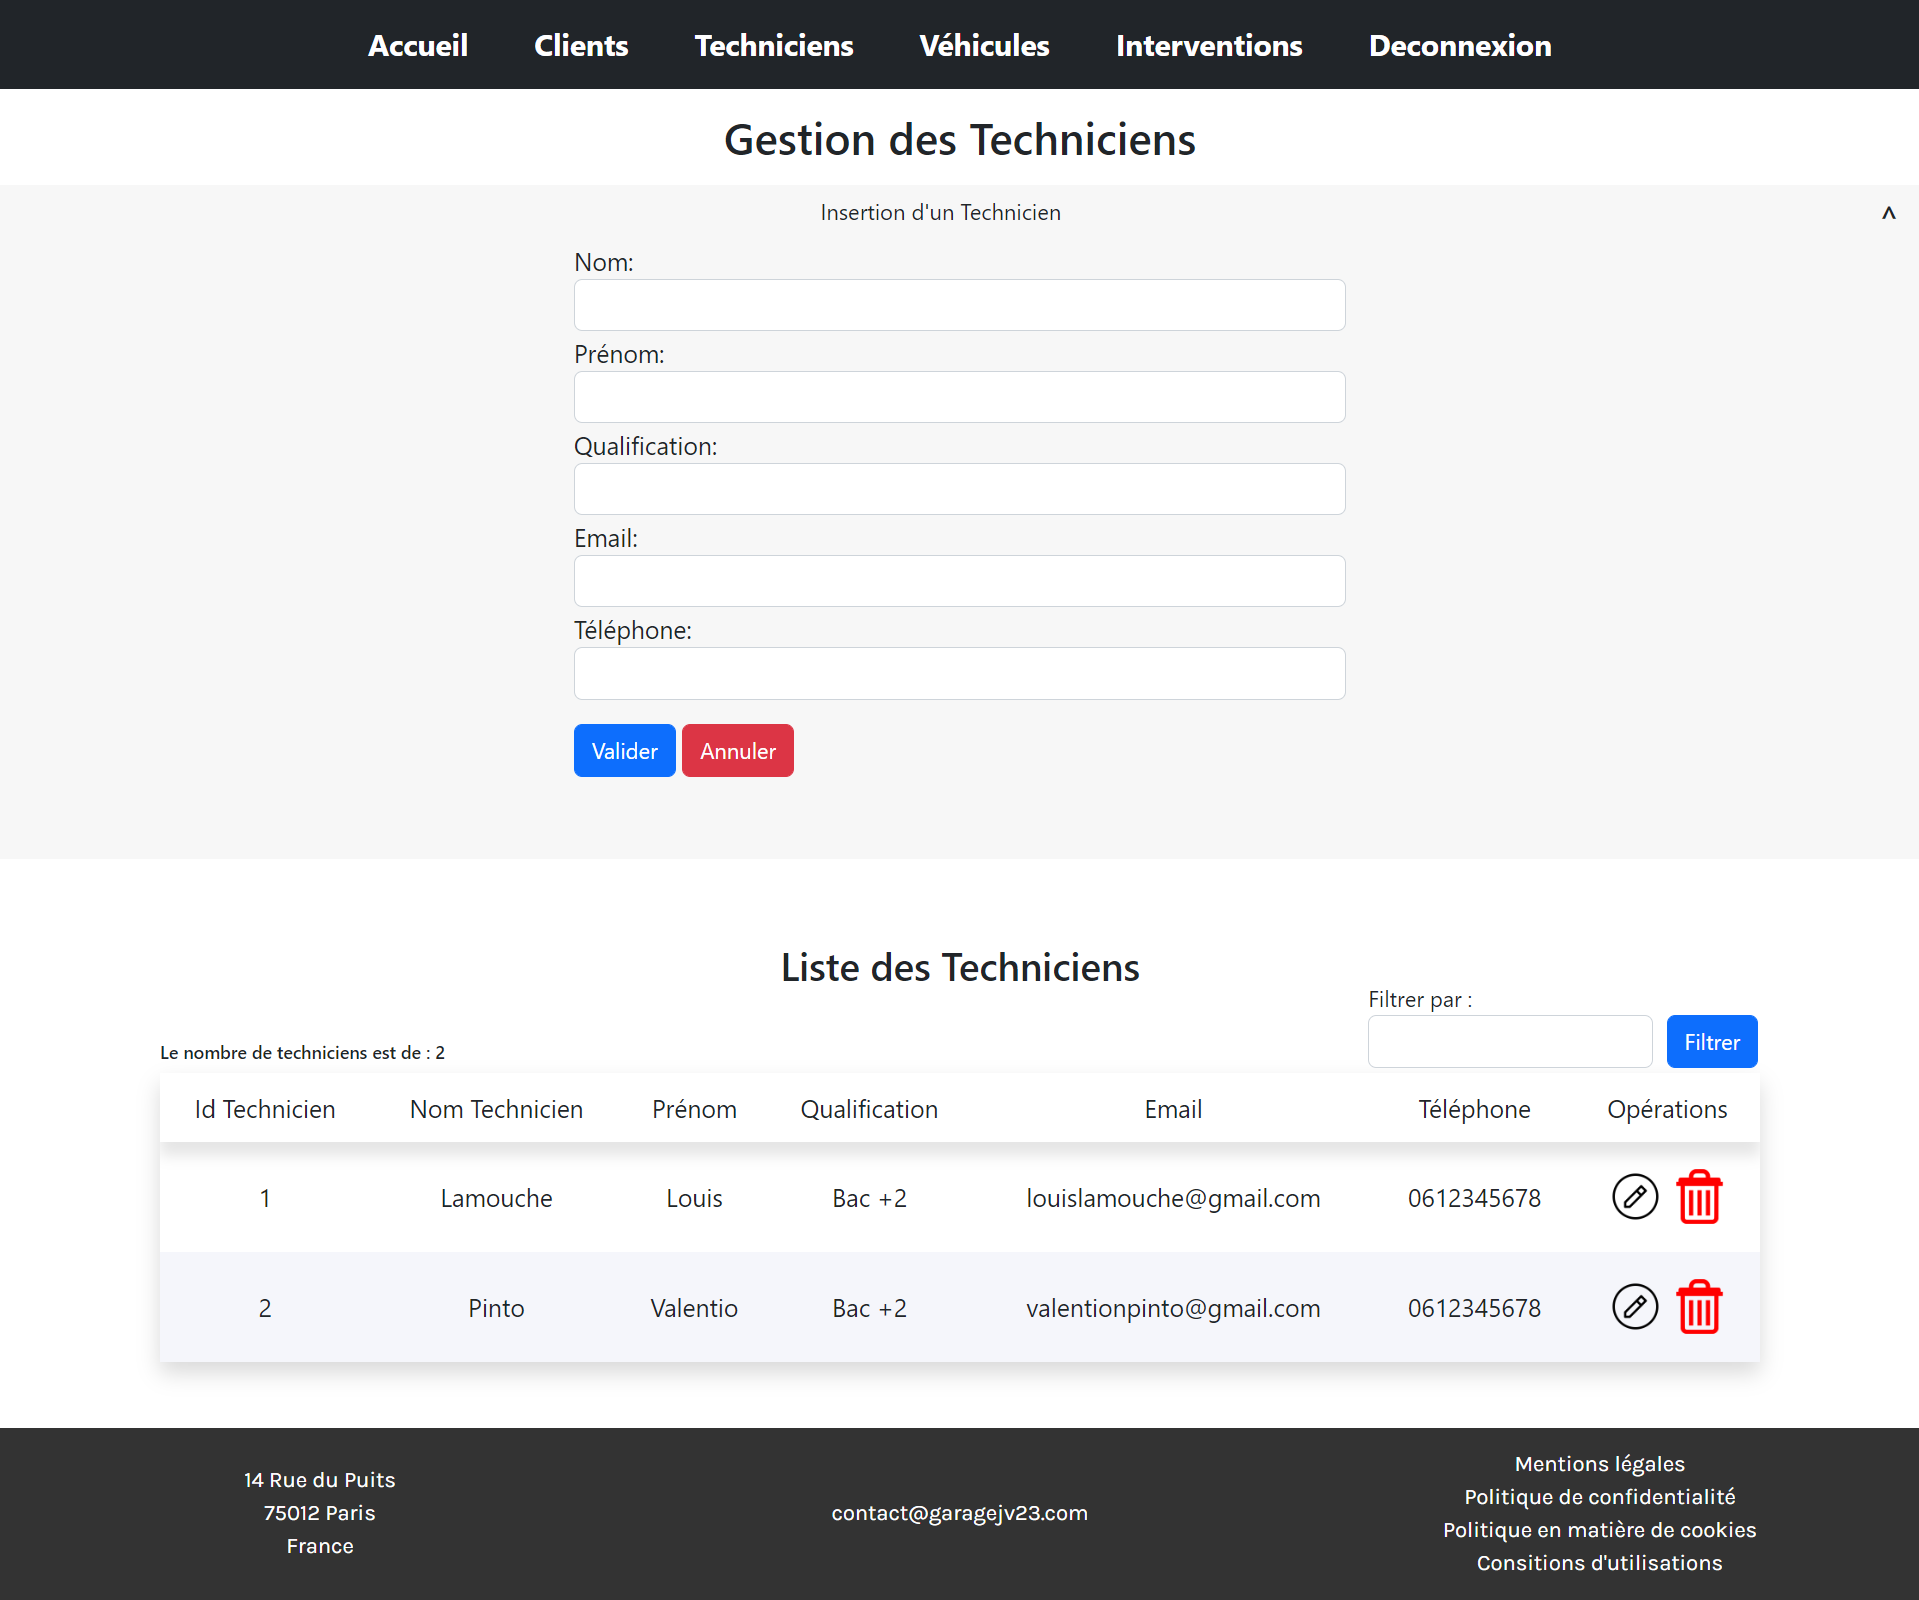 Accueil Clients Techniciens Véhicules Interventions Deconnexion
Gestion des Techniciens
Insertion d'un Technicien ^
Nom:
Prénom:
Qualification:
Email:
Téléphone:
Valider Annuler
Liste des Techniciens
Filtrer par :
Le nombre de techniciens est de : 2
Filtrer
Id Technicien Nom Technicien Prénom Qualification Email Téléphone Opérations
1 Lamouche Louis Bac +2 louislamouche@gmail.com 0612345678
2 Pinto Valentio Bac +2 valentionpinto@gmail.com 0612345678
14 Rue du Puits
75012 Paris
France
contact@garagejv23.com
Mentions légales
Politique de confidentialité
Politique en matière de cookies
Consitions d'utilisations